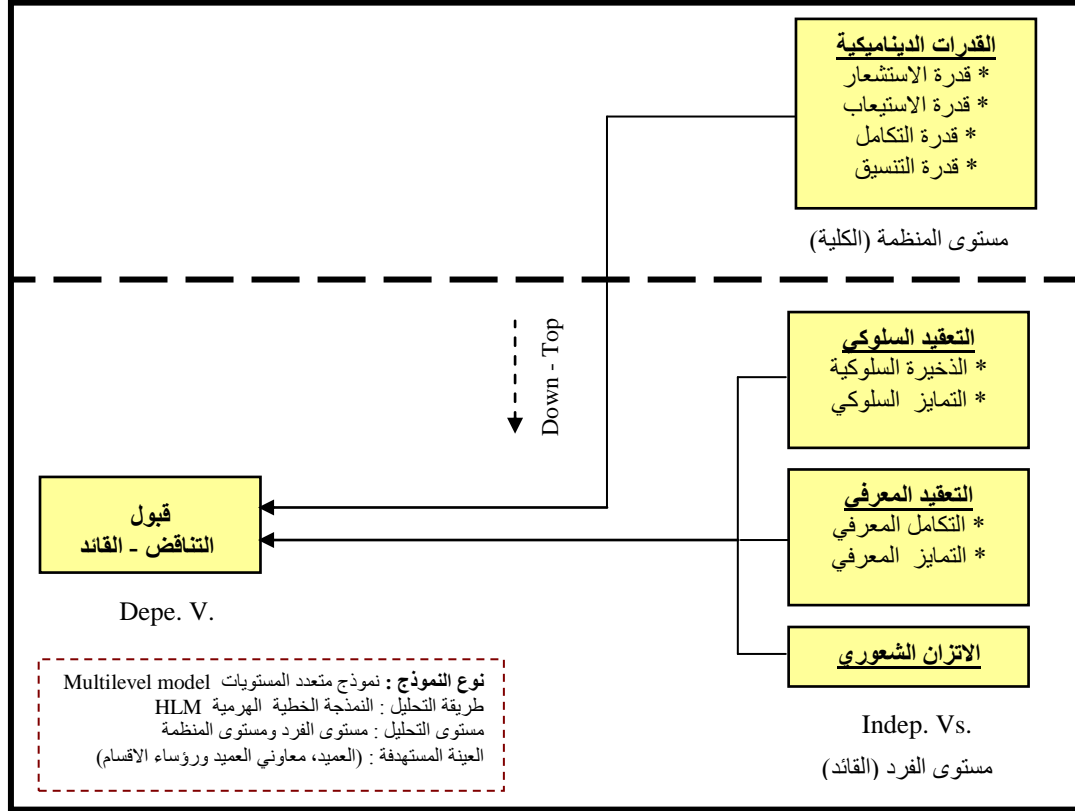 القدرات الديناميكية
* قدرة الاستشعار
* قدرة الاستيعاب
* قدرة التكامل
* قدرة التنسيق
مستوى المنظمة (الكلية)
Down - Top
التعقيد السلوكي
* الذخيرة السلوكية
* التمايز السلوكي
التعقيد المعرفي
* التكامل المعرفي
* التمايز المعرفي
الاتزان الشعوري
Indep. Vs.
مستوى الفرد (القائد)
قبول
التناقض - القائد
Depe. V.
نوع النموذج : نموذج متعدد المستويات Multilevel model
طريقة التحليل : النمذجة الخطية الهرمية HLM
مستوى التحليل : مستوى الفرد ومستوى المنظمة
العينة المستهدفة : (العميد، معاوني العميد ورؤساء الاقسام)